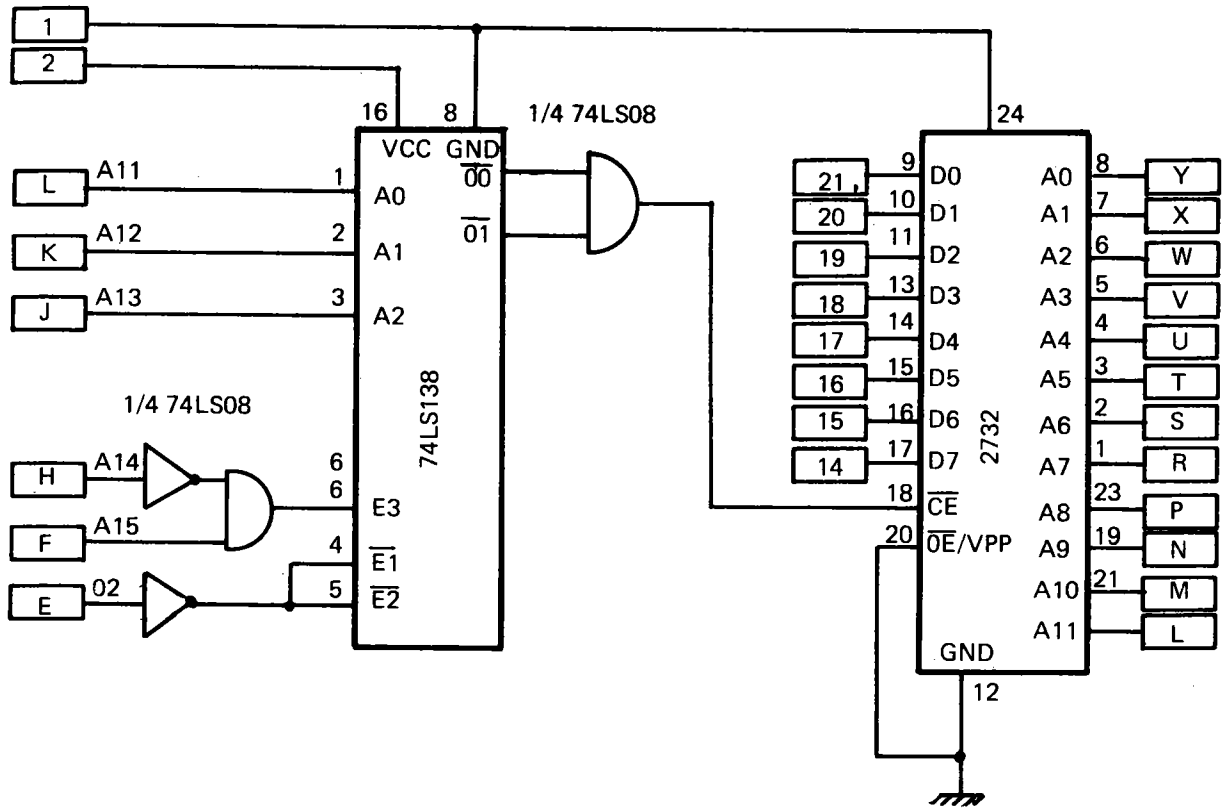 1
2
16
8
1/4 74LS08
24
VCC GND
L A11 1 A0
K A12 2 A1
J A13 3 A2
00
01
74LS138
1/4 74LS08
H A14
F A15
E 02
6
6 E3
4 E1
5 E2
21, 9 D0
20 10 D1
19 11 D2
18 13 D3
17 14 D4
16 15 D5
15 16 D6
14 17 D7
18 CE
20 0E/VPP
2732
A0 8 Y
A1 7 X
A2 6 W
A3 5 V
A4 4 U
A5 3 T
A6 2 S
A7 1 R
A8 23 P
A9 19 N
A10 21 M
A11 L
GND
12